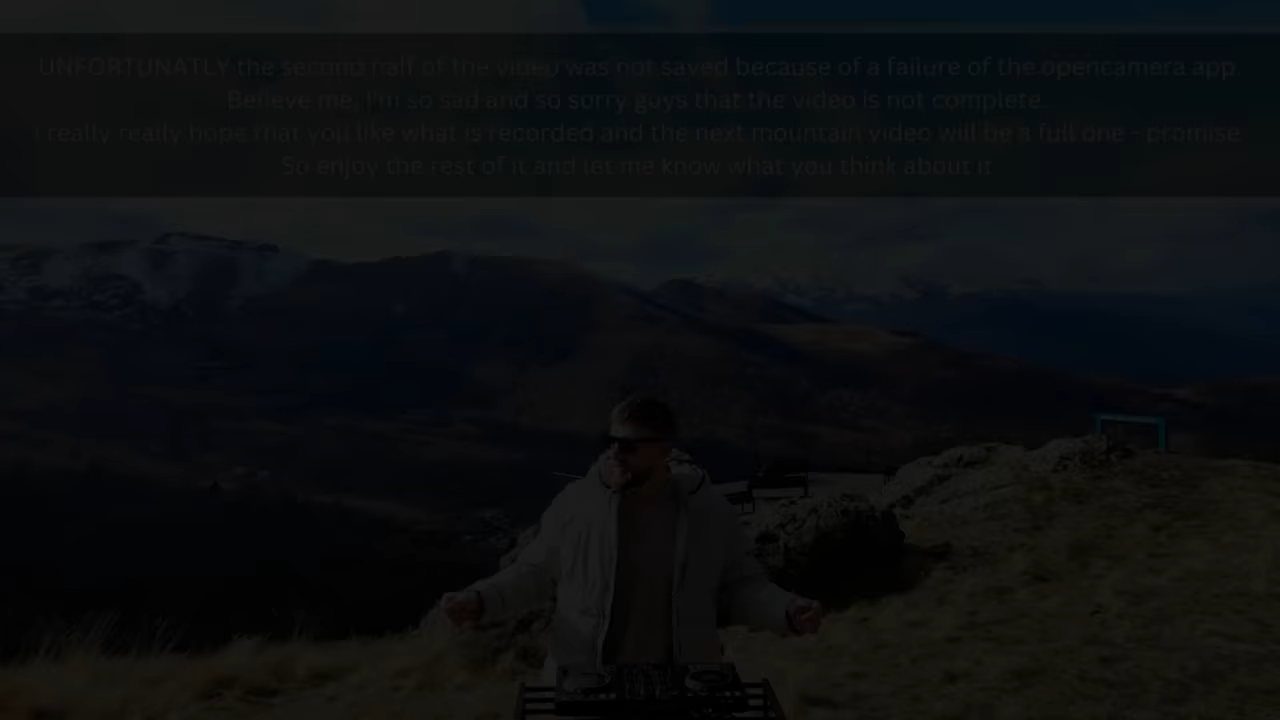 UNFORTUNATLY the second half of the video was not saved because of a failure of the opencamera app
Believe me, I'm so sad and so sorry guys that the video is not complete.
I really really hope that you like what is recorded and the next mountain video will be a full one - promise
So enjoy the rest of it and let me know what you think about it